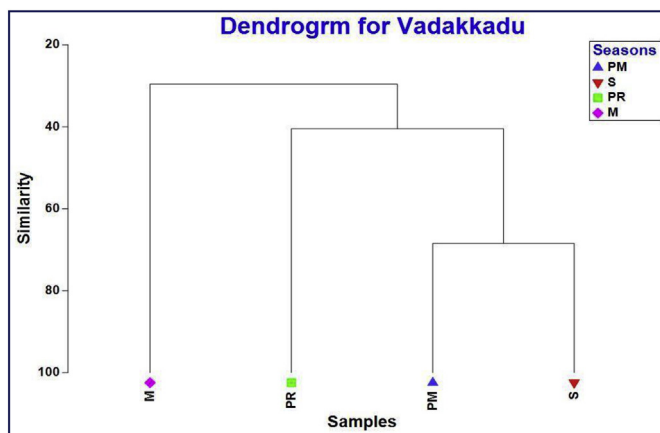 Dendrogrm for Vadakkadu
Seasons
PM
S
PR
M
20
40
60
80
100
Similarity
M
PR
PM
S
Samples